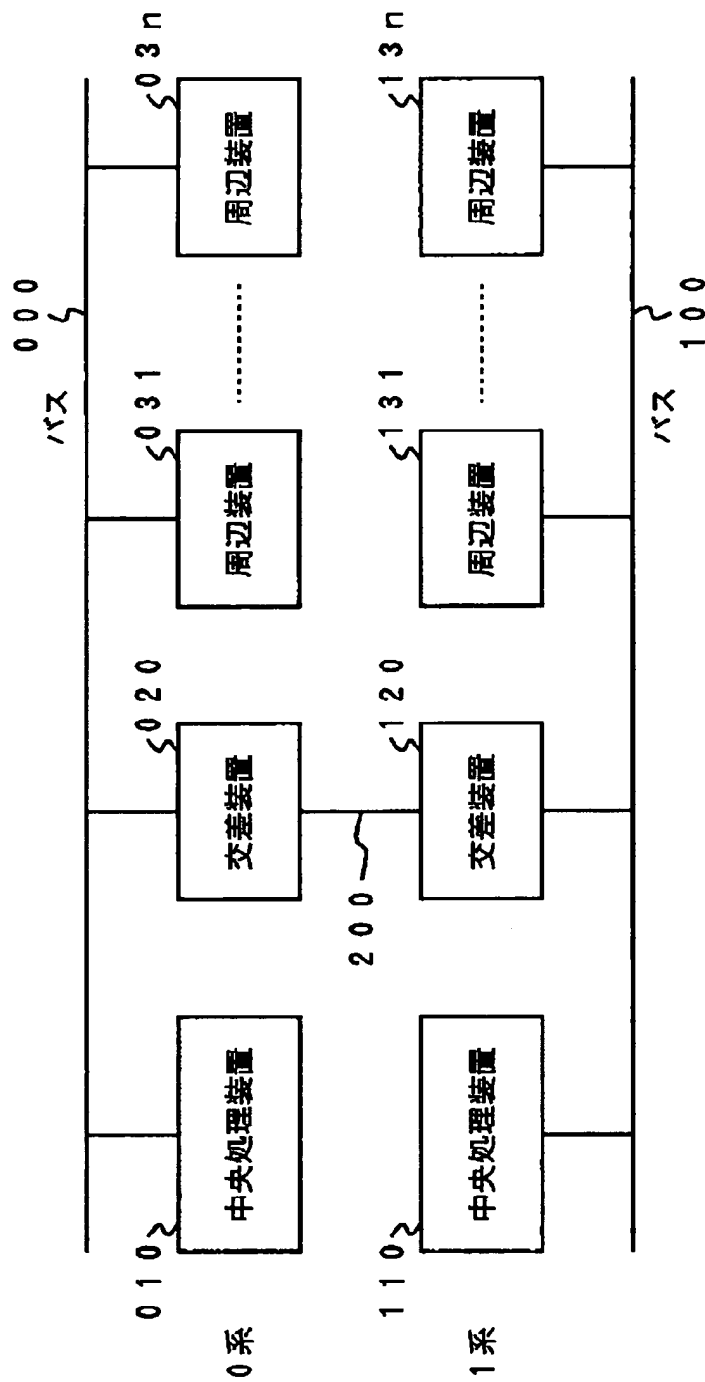 ０００
バス
０１０
０２０
０３１
０３ｎ
０系
中央処理装置
交差装置
周辺装置
周辺装置
２００
１１０
１２０
１３１
１３ｎ
１系
中央処理装置
交差装置
周辺装置
周辺装置
バス
１００